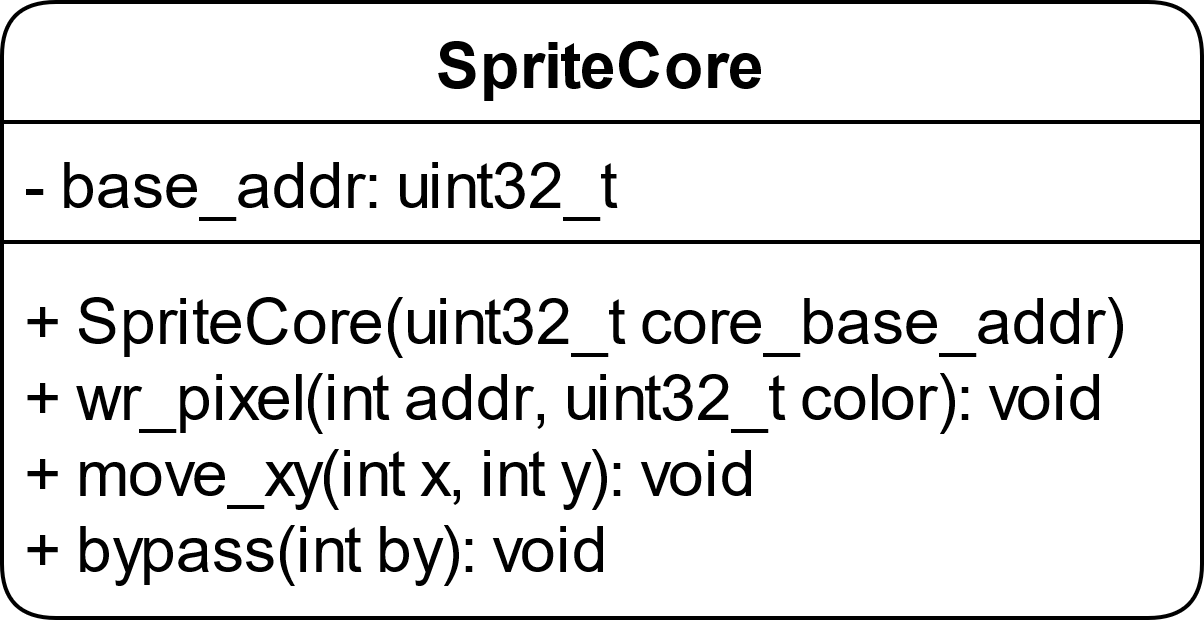 SpriteCore
- base_addr: uint32_t
+ SpriteCore(uint32_t core_base_addr)
+ wr_pixel(int addr, uint32_t color): void
+ move_xy(int x, int y): void
+ bypass(int by): void